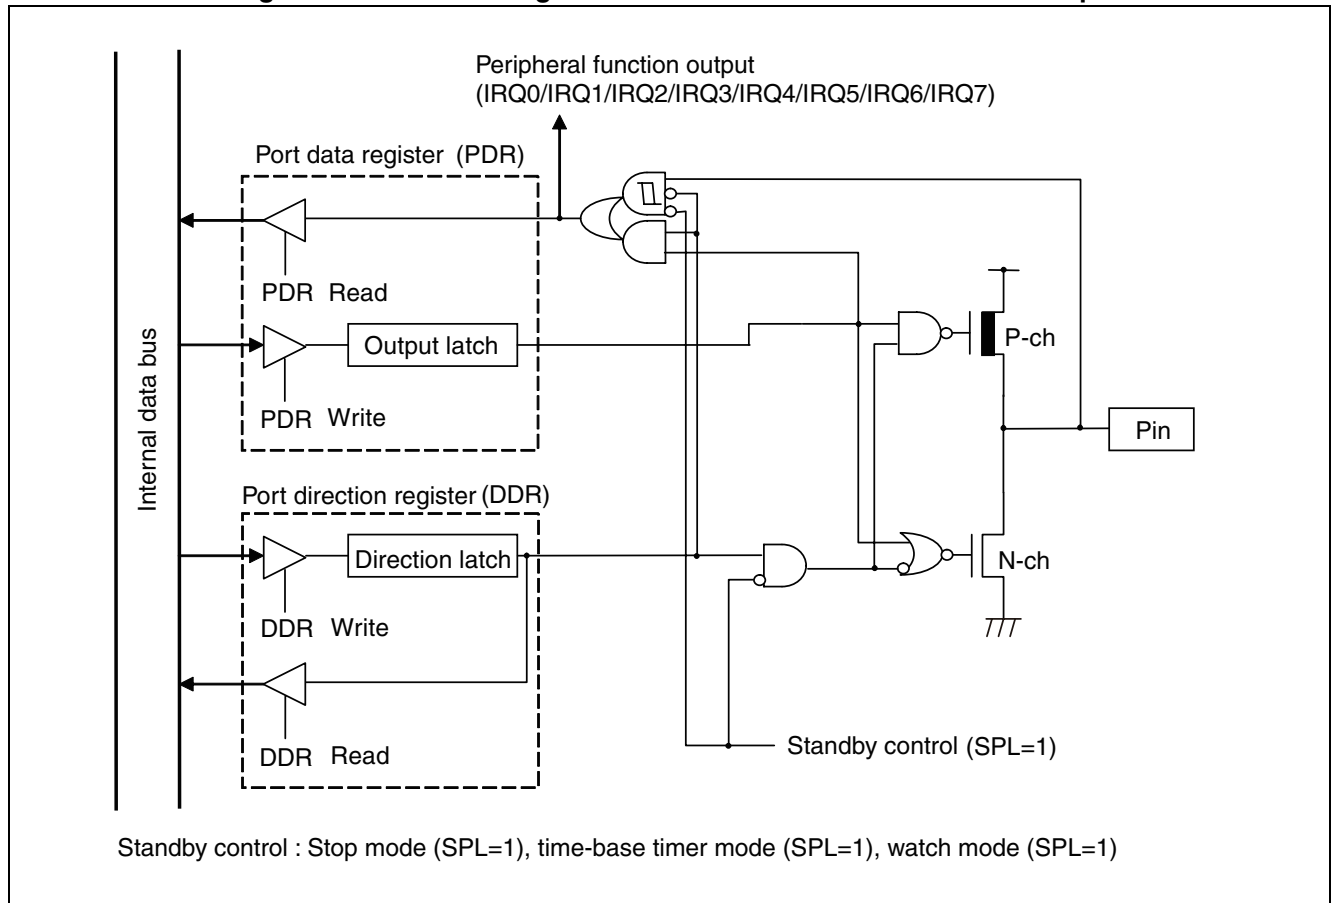 Peripheral function output
(IRQ0/IRQ1/IRQ2/IRQ3/IRQ4/IRQ5/IRQ6/IRQ7)
Port data register (PDR)
PDR Read
Output latch
PDR Write
P-ch
Pin
Internal data bus
Port direction register (DDR)
Direction latch
N-ch
DDR Write
DDR Read
Standby control (SPL=1)
Standby control : Stop mode (SPL=1), time-base timer mode (SPL=1), watch mode (SPL=1)